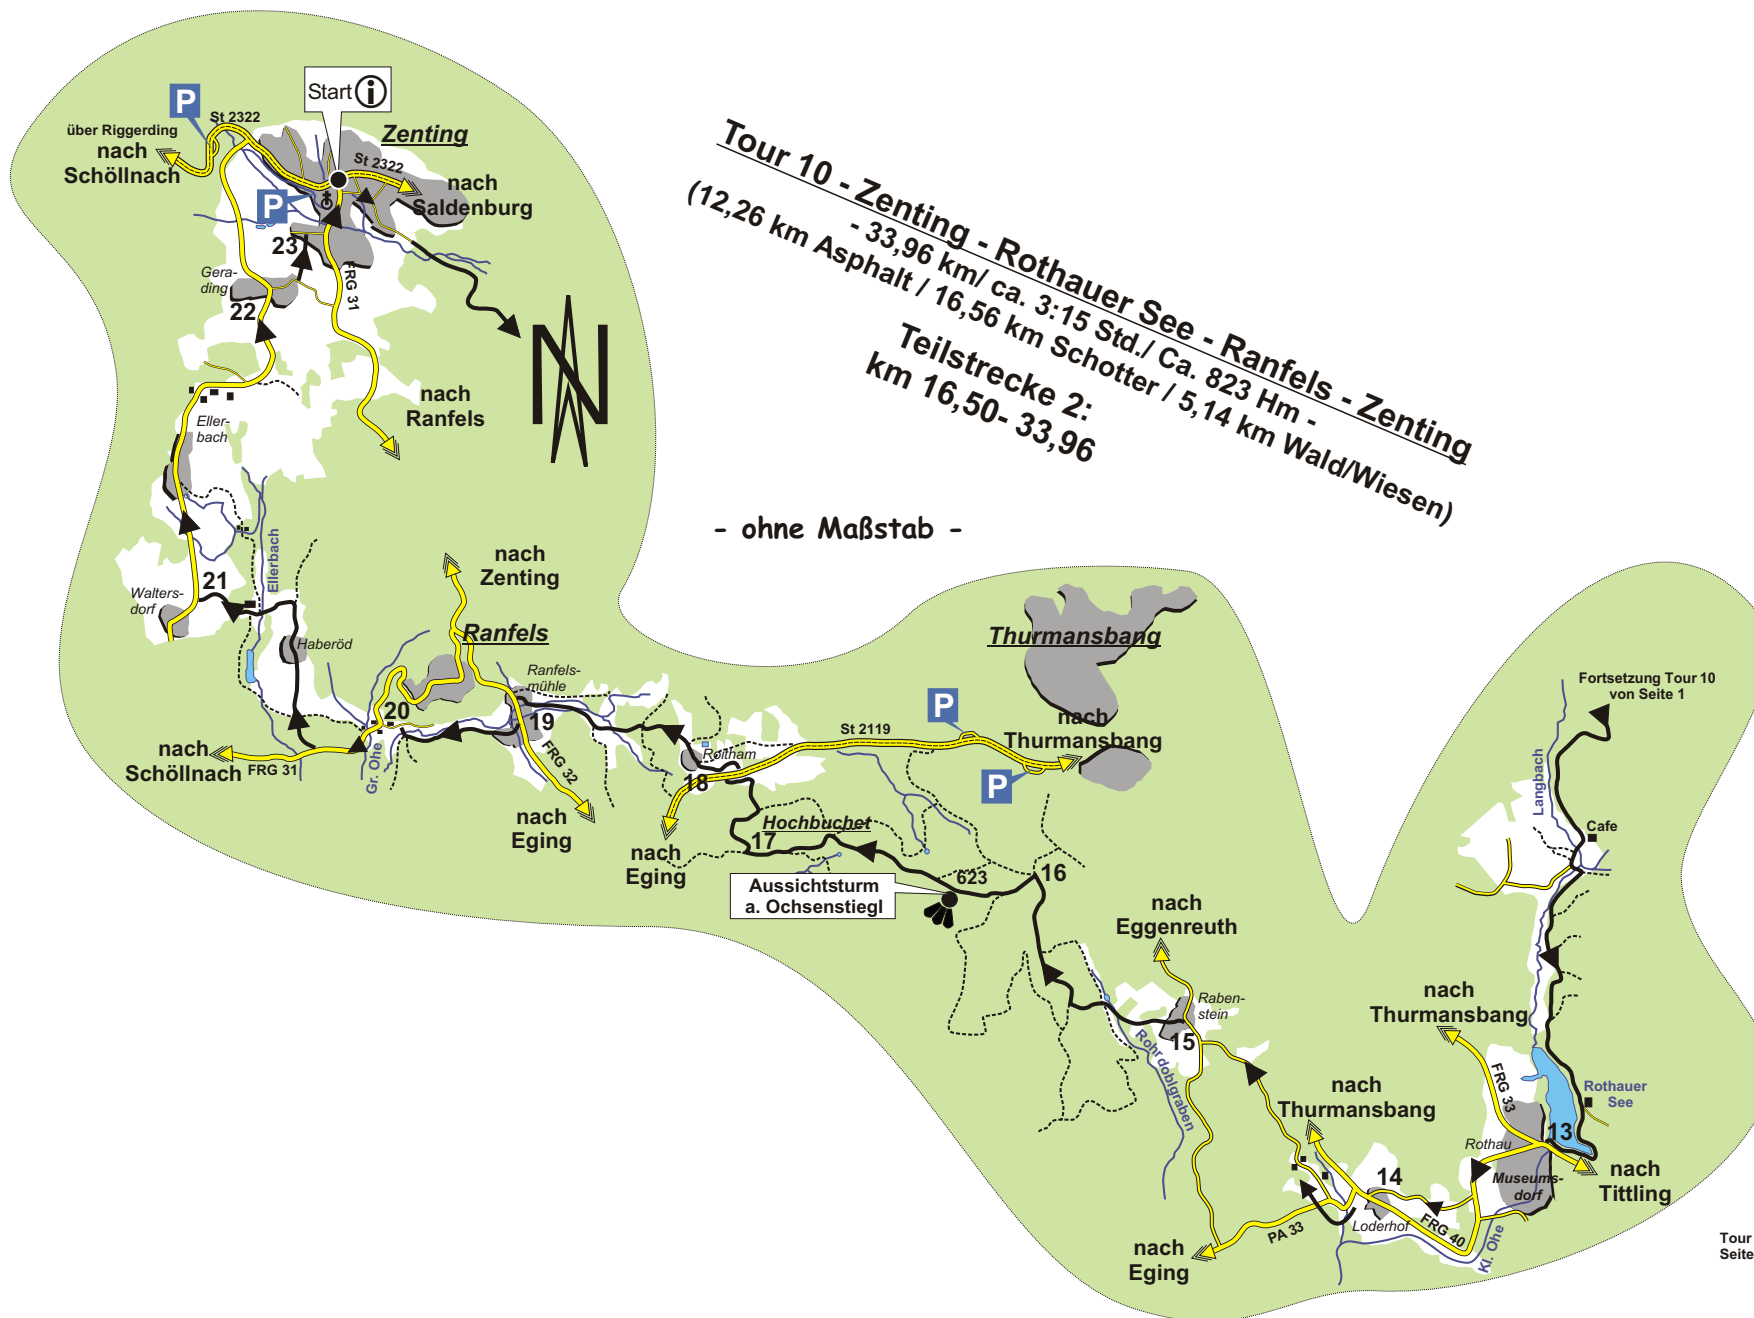 Tour 10 - Zenting - Rothauer See - Ranfels - Zenting
- 33,96 km/ ca. 3:15 Std./ Ca. 823 Hm -
(12,26 km Asphalt / 16,56 km Schotter / 5,14 km Wald/Wiesen)
Teilstrecke 2:
km 16,50- 33,96
- ohne Maßstab -
P
St 2322
über Riggerding
nach
Schöllnach
Start i
Zenting
St 2322
nach
Saldenburg
P
23
FRG 31
Gera-
ding
22
N
nach
Ranfels
Eller-
bach
Ellerbach
21
Walters-
dorf
Haberöd
nach
Zenting
Ranfels
Ranfels-
mühle
20
19
nach
Schöllnach
FRG 31
Gr. Ohe
FRG 32
nach
Eging
Roitham
18
nach
Eging
St 2119
P
P
Thurmansbang
nach
Thurmansbang
Hochbuchet
17
Aussichtsturm
a. Ochsenstiegl
623
16
nach
Eggenreuth
Raben-
stein
15
Rohrdoblgraben
nach
Thurmansbang
14
Loderhof
PA 33
nach
Eging
FRG 40
Kl. Ohe
nach
Thurmansbang
FRG 33
Rothau
Museums-
dorf
13
Rothauer
See
nach
Tittling
Fortsetzung Tour 10
von Seite 1
Langbach
Cafe
Tour
Seite